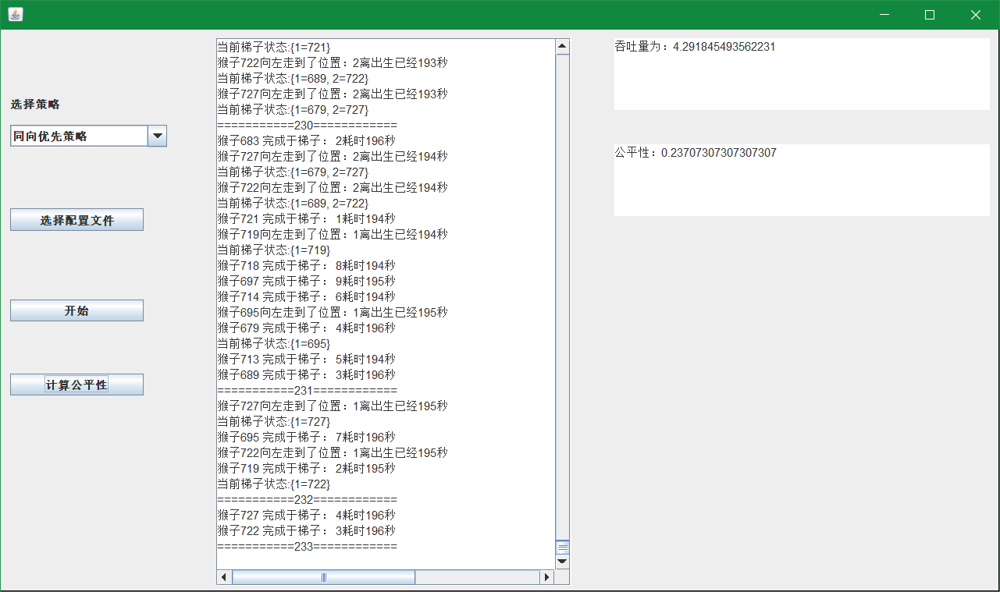 选择策略
同向优先策略
选择配置文件
开始
计算公平性
当前梯子状态:{1=721}
猴子722向左走到了位置：2离出生已经193秒
当前梯子状态:{1=689, 2=722}
猴子727向左走到了位置：2离出生已经193秒
当前梯子状态:{1=679, 2=727}
===========230============
猴子683 完成于梯子： 2耗时196秒
猴子727向左走到了位置：2离出生已经194秒
当前梯子状态:{1=679, 2=727}
猴子722向左走到了位置：2离出生已经194秒
当前梯子状态:{1=689, 2=722}
猴子721 完成于梯子： 1耗时194秒
猴子719向左走到了位置：1离出生已经194秒
当前梯子状态:{1=719}
猴子718 完成于梯子： 8耗时194秒
猴子697 完成于梯子： 9耗时195秒
猴子714 完成于梯子： 6耗时194秒
猴子695向左走到了位置：1离出生已经195秒
猴子679 完成于梯子： 4耗时196秒
当前梯子状态:{1=695}
猴子713 完成于梯子： 5耗时194秒
猴子689 完成于梯子： 3耗时196秒
===========231============
猴子727向左走到了位置：1离出生已经195秒
当前梯子状态:{1=727}
猴子695 完成于梯子： 7耗时196秒
猴子722向左走到了位置：1离出生已经195秒
猴子719 完成于梯子： 2耗时195秒
当前梯子状态:{1=722}
===========232============
猴子727 完成于梯子： 4耗时196秒
猴子722 完成于梯子： 3耗时196秒
===========233============
吞吐量为：4.291845493562231
公平性：0.23707307307307307